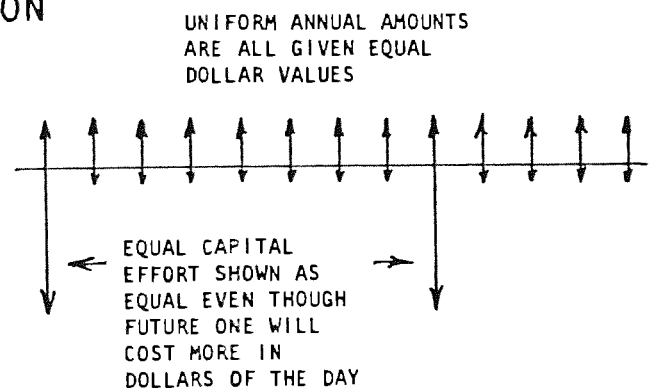 ON
UNIFORM ANNUAL AMOUNTS
ARE ALL GIVEN EQUAL
DOLLAR VALUES
EQUAL CAPITAL
EFFORT SHOWN AS
EQUAL EVEN THOUGH
FUTURE ONE WILL
COST MORE IN
DOLLARS OF THE DAY